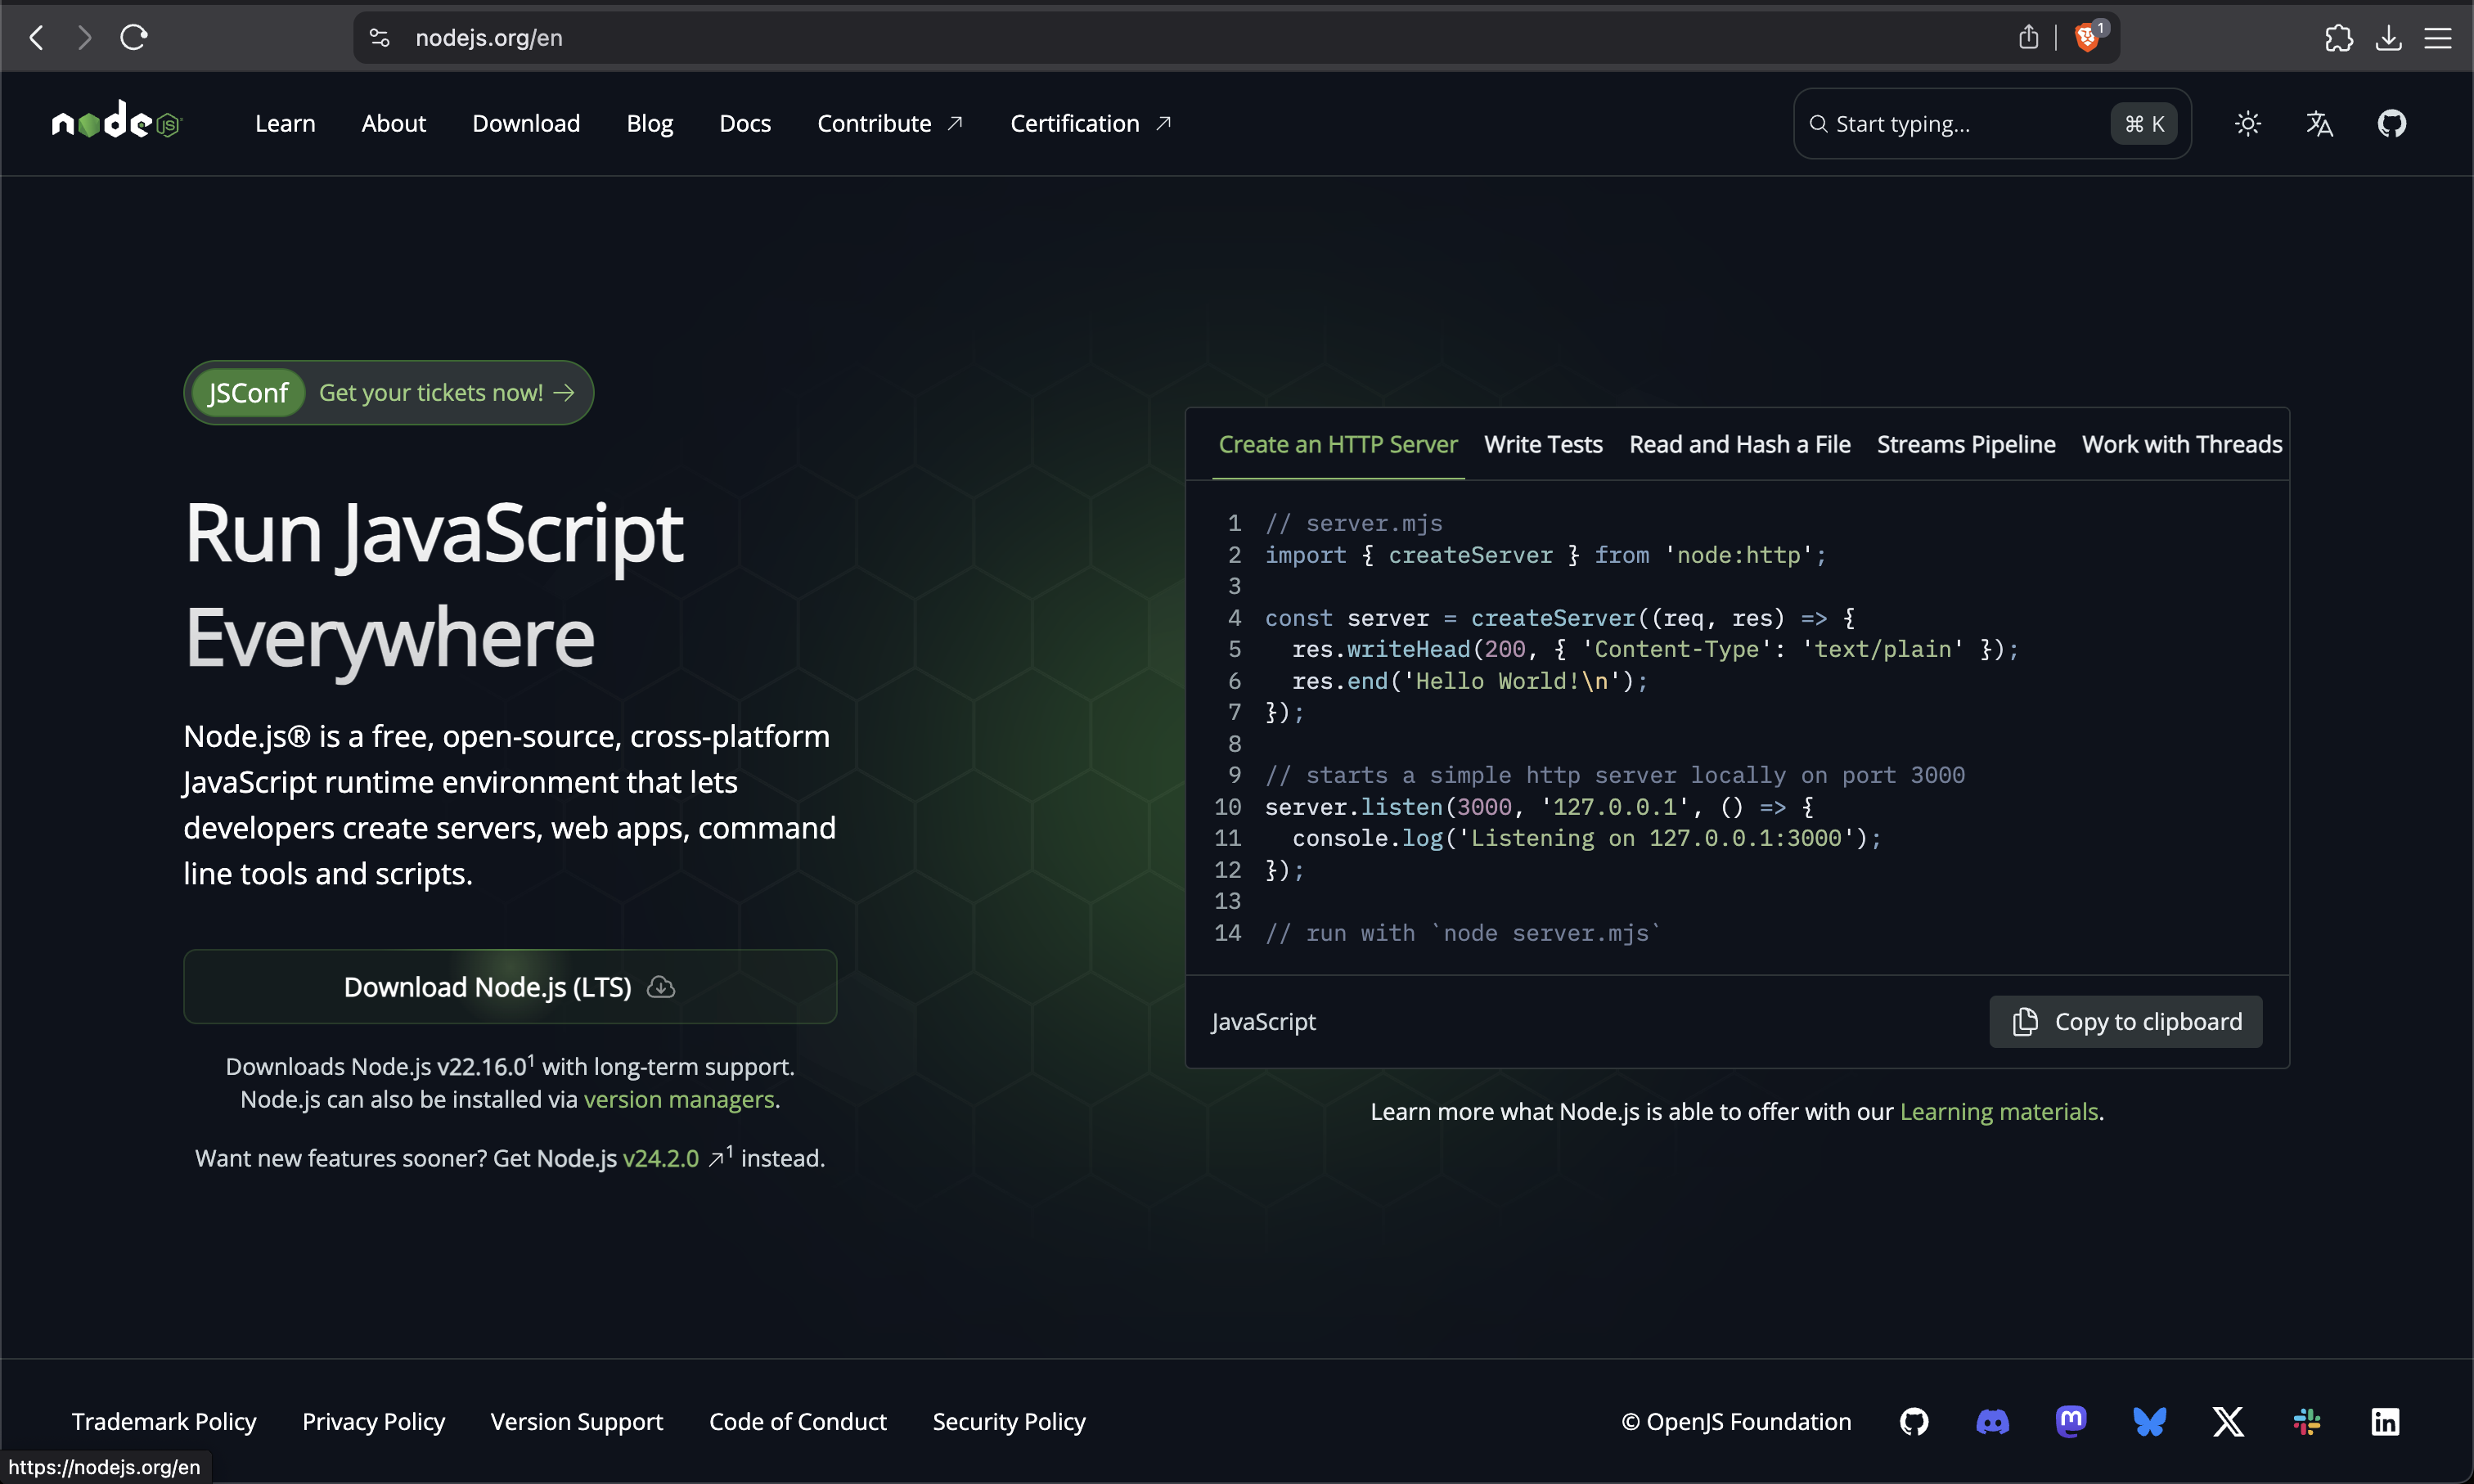 nodejs.org/en
1
node JS
Learn About Download Blog Docs Contribute Certification
Start typing... ⌘ K
JSConf Get your tickets now!
Run JavaScript
Everywhere
Node.js® is a free, open-source, cross-platform
JavaScript runtime environment that lets
developers create servers, web apps, command
line tools and scripts.
Download Node.js (LTS)
Downloads Node.js v22.16.0¹ with long-term support.
Node.js can also be installed via version managers.
Want new features sooner? Get Node.js v24.2.0 ↗¹ instead.
Create an HTTP Server Write Tests Read and Hash a File Streams Pipeline Work with Threads
1 // server.mjs
2 import { createServer } from 'node:http';
3
4 const server = createServer((req, res) => {
5   res.writeHead(200, { 'Content-Type': 'text/plain' });
6   res.end('Hello World!\n');
7 });
8
9 // starts a simple http server locally on port 3000
10 server.listen(3000, '127.0.0.1', () => {
11   console.log('Listening on 127.0.0.1:3000');
12 });
13
14 // run with `node server.mjs`
JavaScript Copy to clipboard
Learn more what Node.js is able to offer with our Learning materials.
Trademark Policy Privacy Policy Version Support Code of Conduct Security Policy © OpenJS Foundation
https://nodejs.org/en